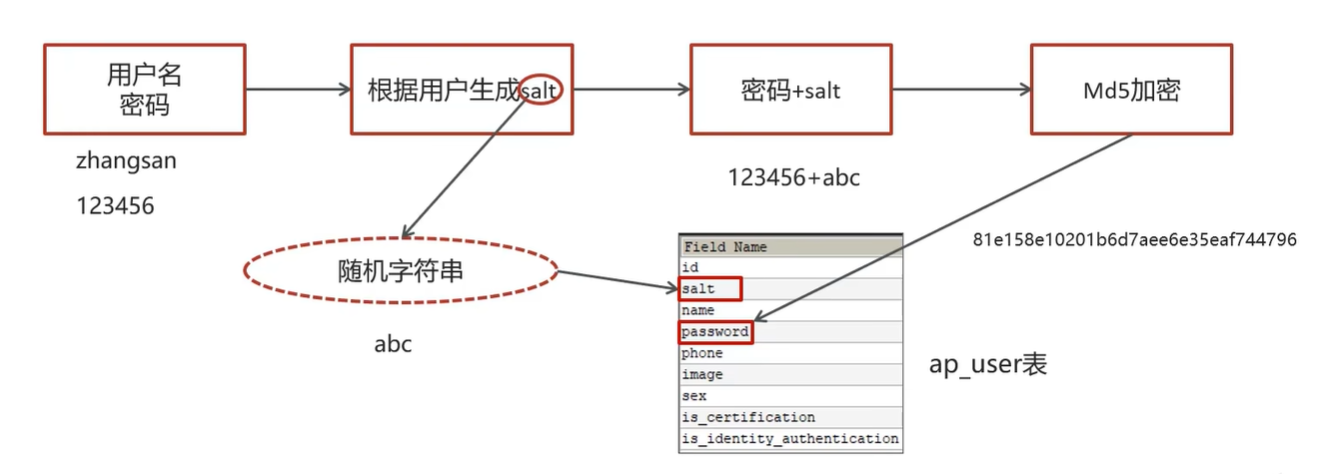 用户名
密码
根据用户生成salt
密码+salt
Md5加密
zhangsan
123456
123456+abc
81e158e10201b6d7aee6e35eaf744796
随机字符串
abc
Field Name
id
salt
name
password
phone
image
sex
is_certification
is_identity_authentication
ap_user表